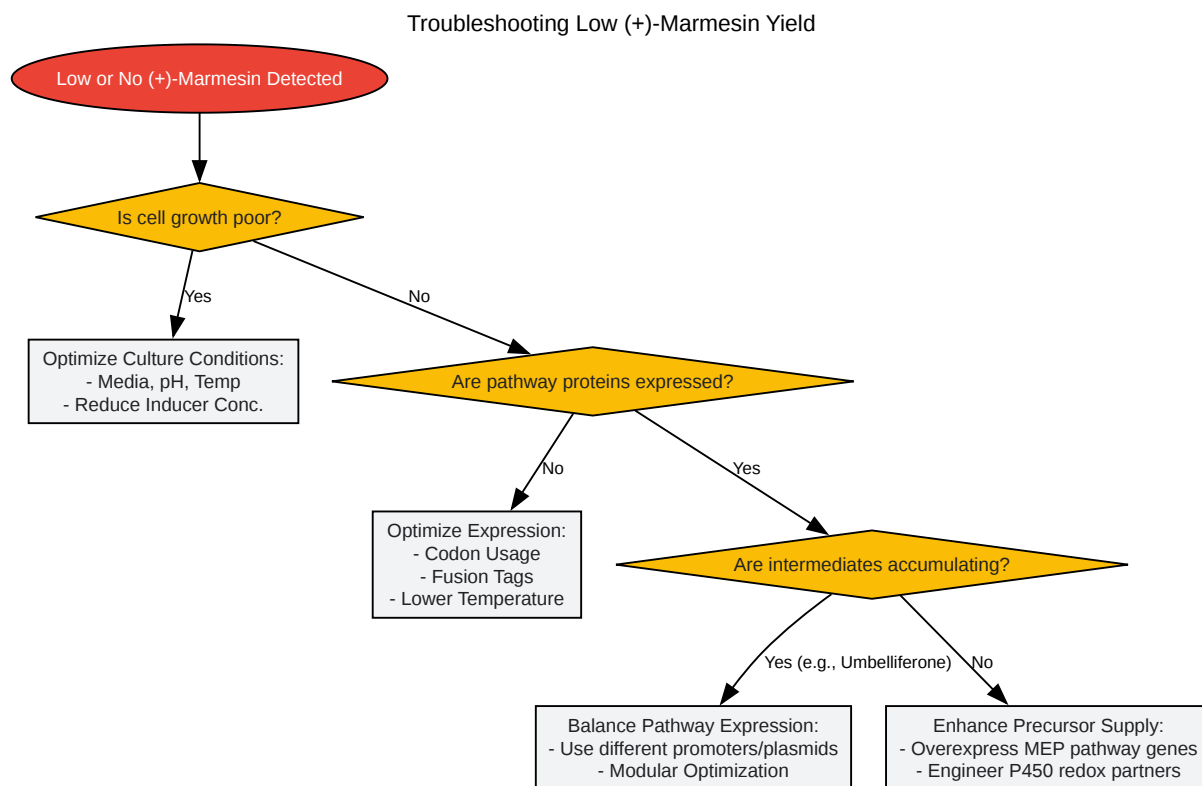 Troubleshooting Low (+)-Marmesin Yield
Low or No (+)-Marmesin Detected
Is cell growth poor?
Yes
No
Optimize Culture Conditions:
- Media, pH, Temp
- Reduce Inducer Conc.
Are pathway proteins expressed?
No
Yes
Optimize Expression:
- Codon Usage
- Fusion Tags
- Lower Temperature
Are intermediates accumulating?
Yes (e.g., Umbelliferone)
No
Balance Pathway Expression:
- Use different promoters/plasmids
- Modular Optimization
Enhance Precursor Supply:
- Overexpress MEP pathway genes
- Engineer P450 redox partners